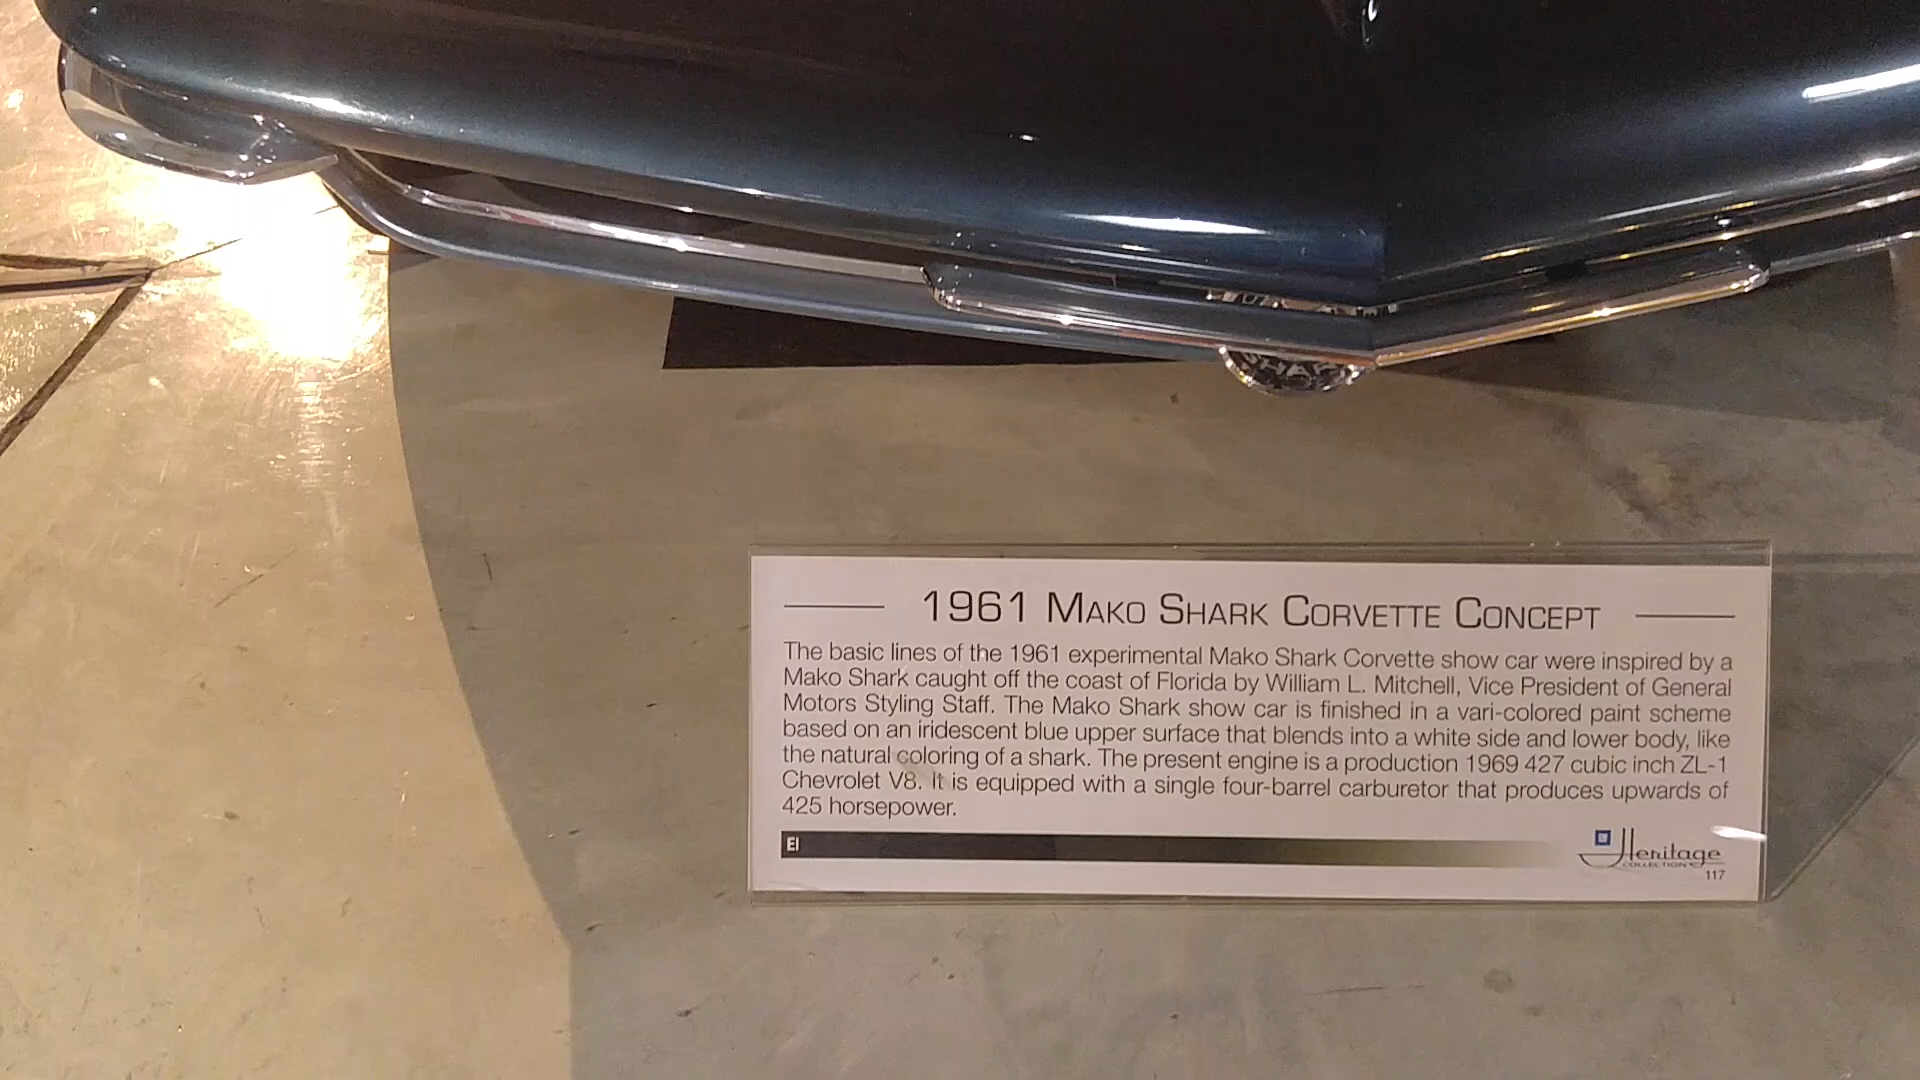 SHARK
1961 MAKO SHARK CORVETTE CONCEPT
The basic lines of the 1961 experimental Mako Shark Corvette show car were inspired by a
Mako Shark caught off the coast of Florida by William L. Mitchell, Vice President of General
Motors Styling Staff. The Mako Shark show car is finished in a vari-colored paint scheme
based on an iridescent blue upper surface that blends into a white side and lower body, like
the natural coloring of a shark. The present engine is a production 1969 427 cubic inch ZL-1
Chevrolet V8. It is equipped with a single four-barrel carburetor that produces upwards of
425 horsepower.
EI
GM Heritage
COLLECTION
117